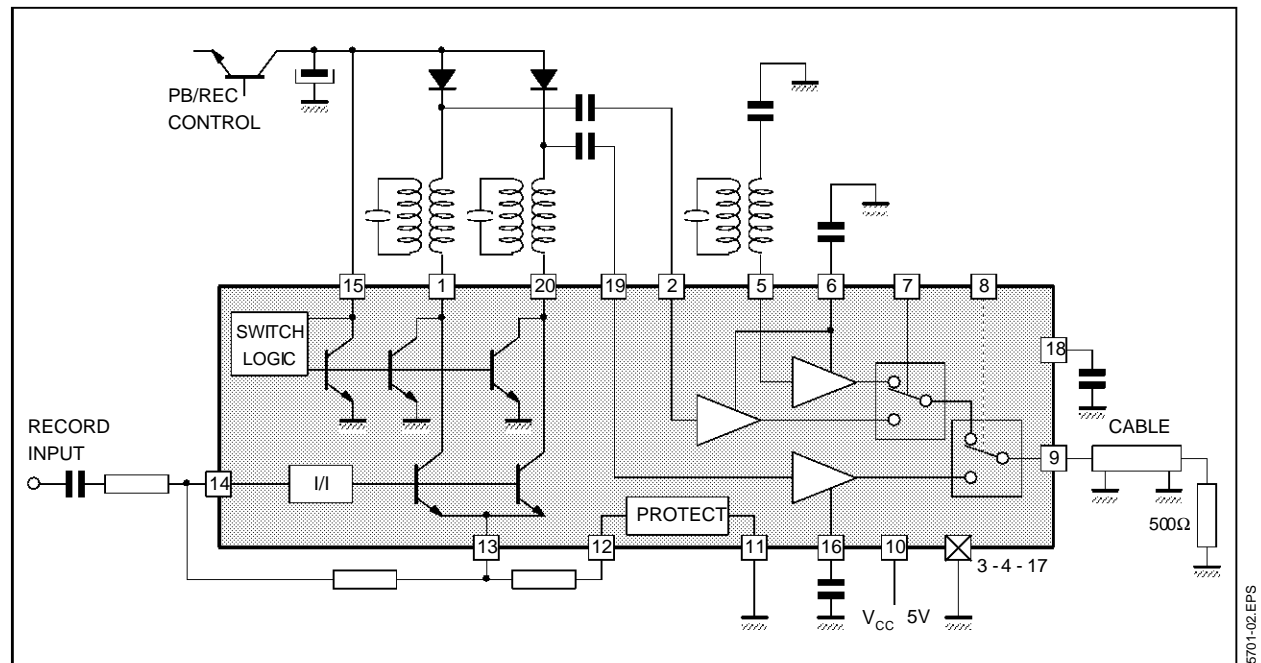 PB/REC
CONTROL
15
1
20
19
2
5
6
7
8
SWITCH
LOGIC
18
RECORD
INPUT
CABLE
14
I/I
9
PROTECT
500Ω
13
12
11
16
10
3 - 4 - 17
VCC 5V
5701-02.EPS